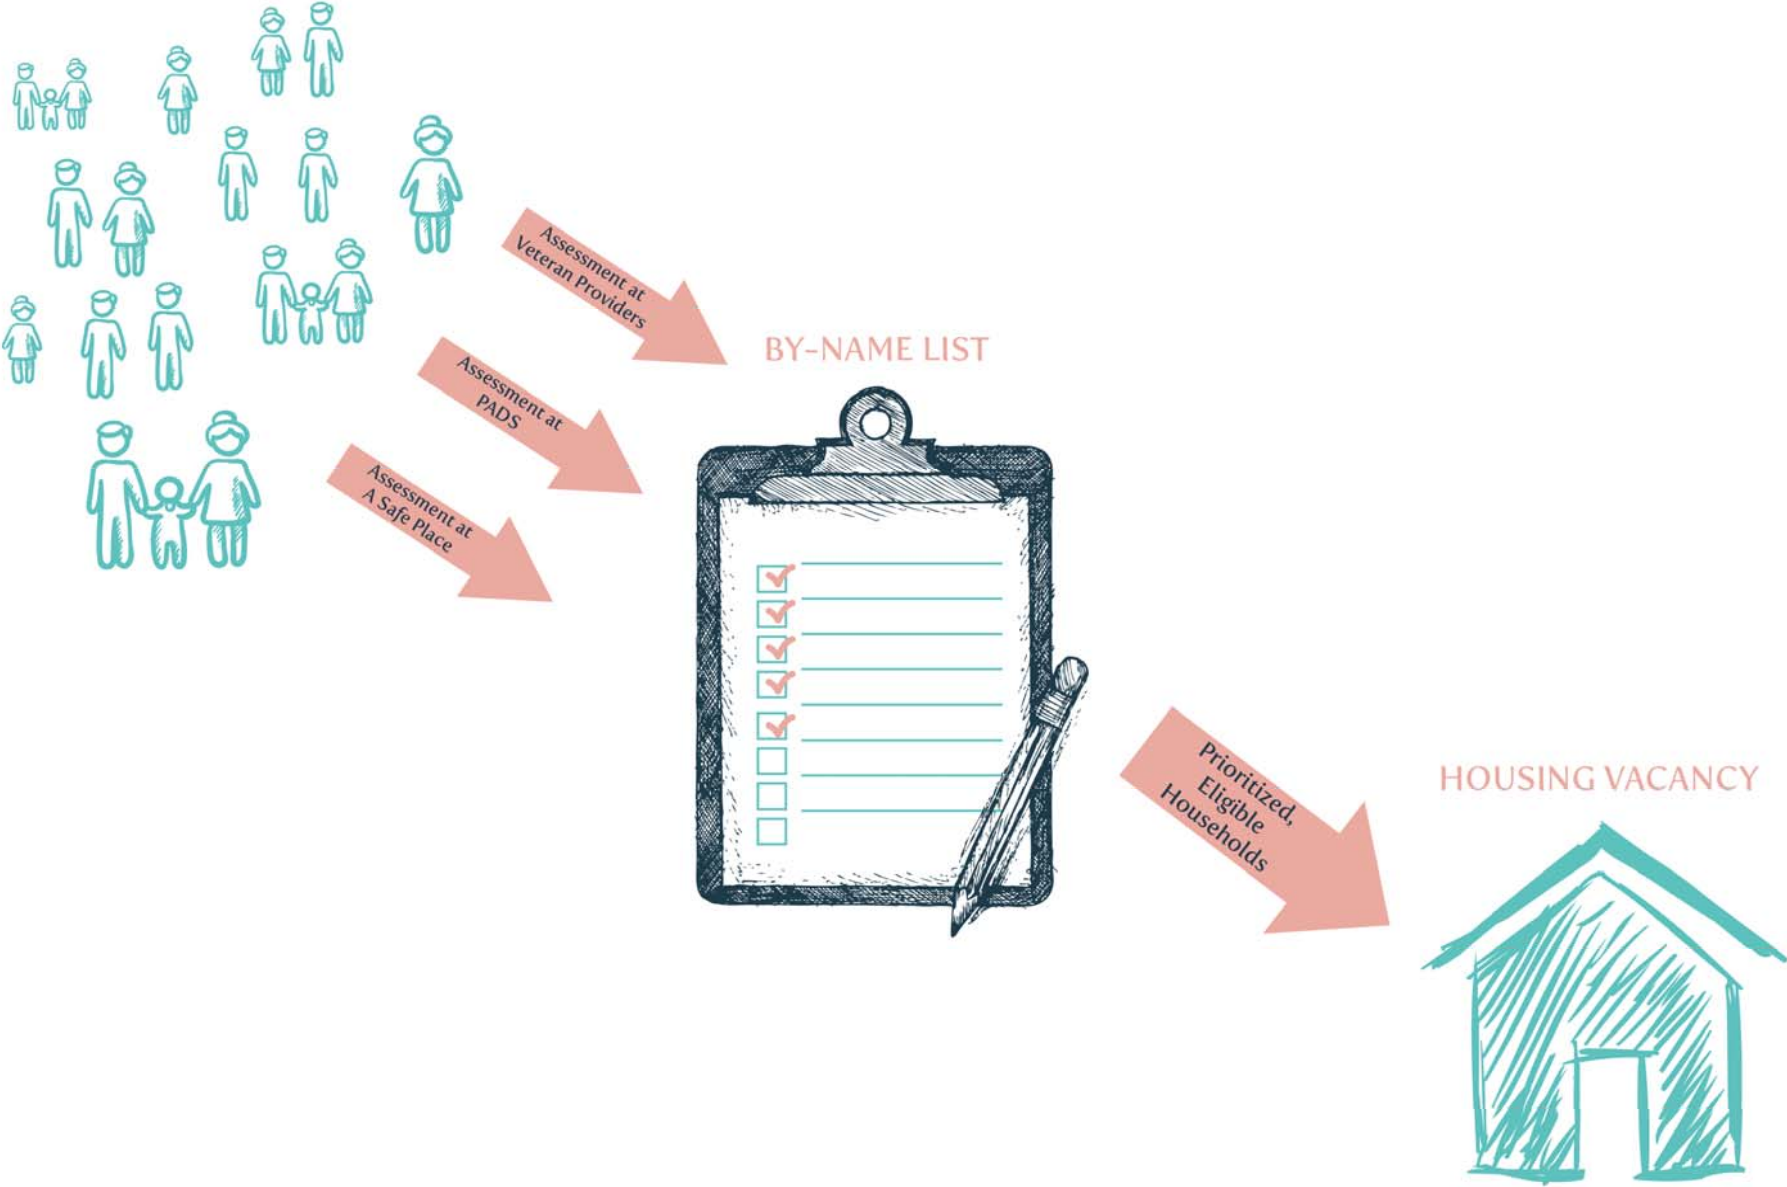 Assessment at
Veteran Providers
Assessment at
PADS
Assessment at
A Safe Place
BY-NAME LIST
Prioritized,
Eligible
Households
HOUSING VACANCY